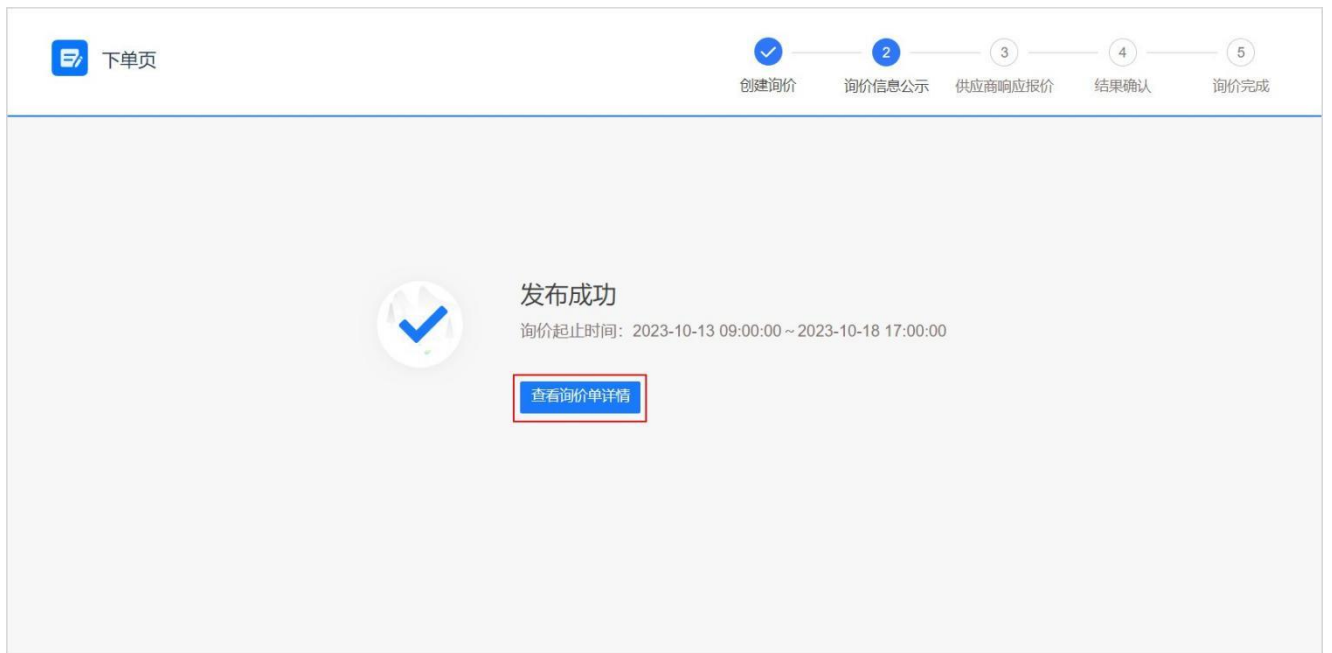 下单页
2 3 4 5
创建询价 询价信息公示 供应商响应报价 结果确认 询价完成
发布成功
询价起止时间：2023-10-13 09:00:00～2023-10-18 17:00:00
查看询价单详情